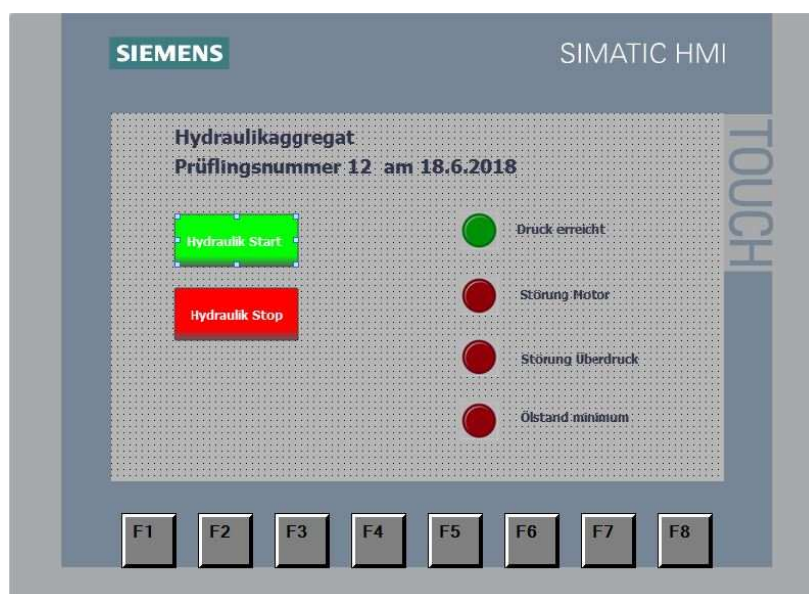 SIEMENS
SIMATIC HMI
TOUCH
Hydraulikaggregat
Prüflingsnummer 12 am 18.6.2018
Hydraulik Start
Hydraulik Stop
Druck erreicht
Störung Motor
Störung Überdruck
Ölstand minimum
F1 F2 F3 F4 F5 F6 F7 F8